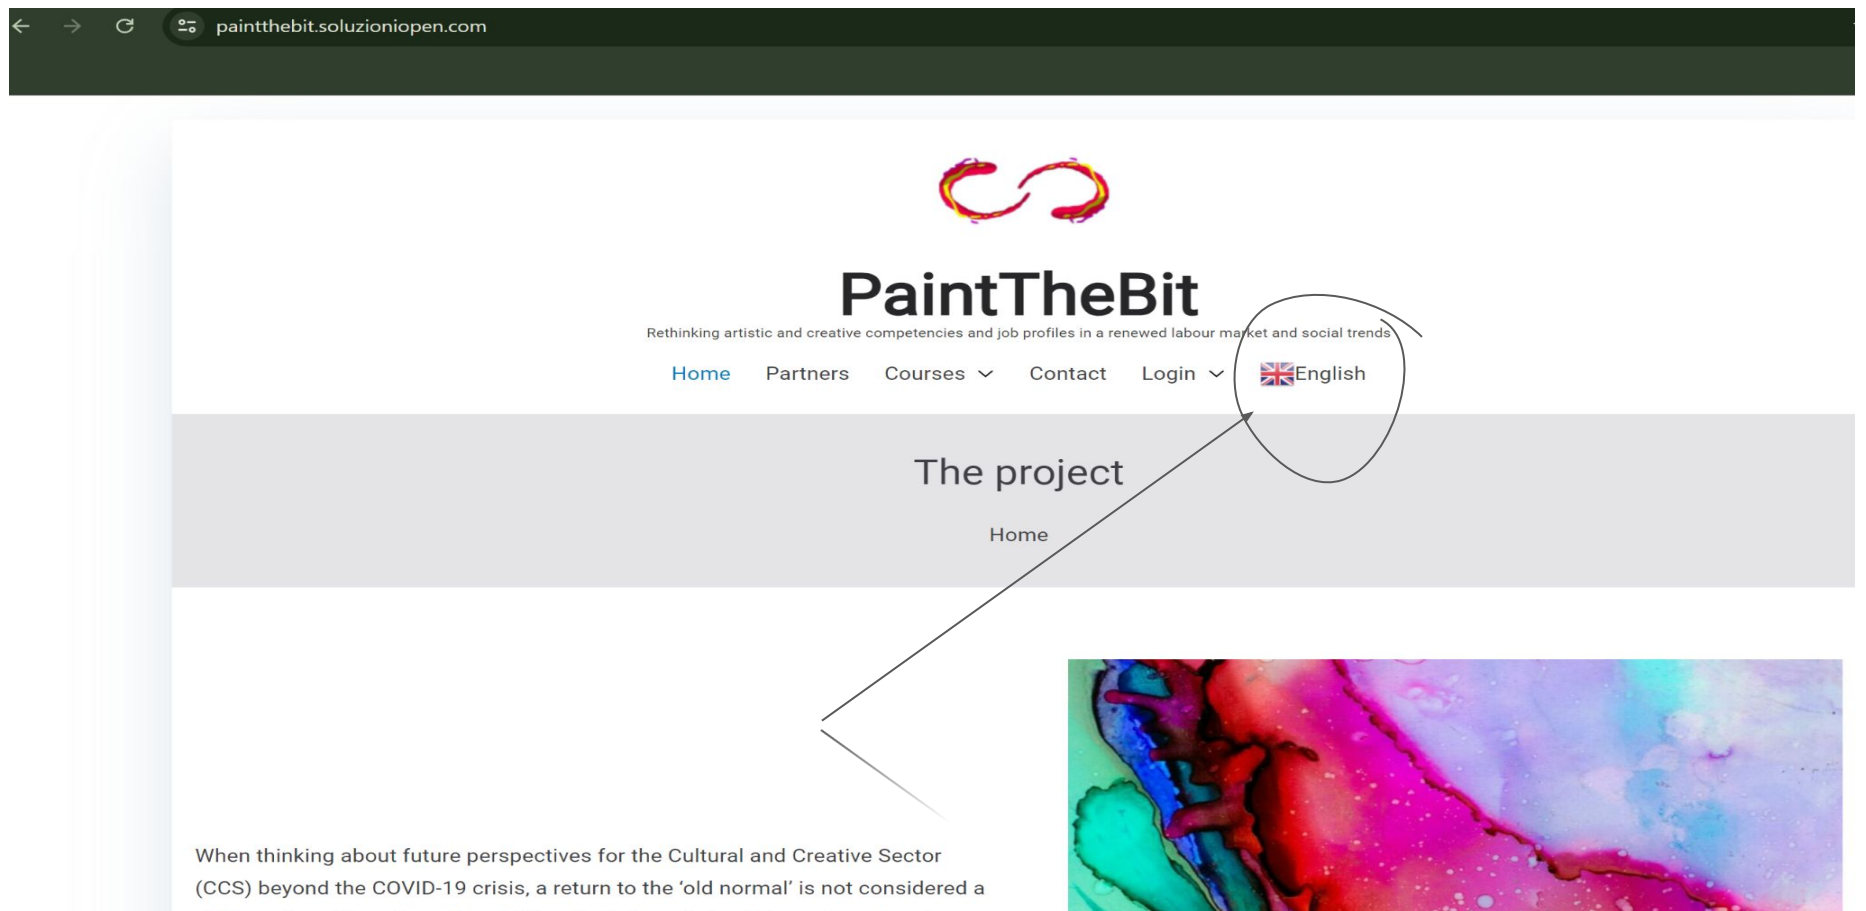 paintthebit.soluzioniopen.com
PaintTheBit
Rethinking artistic and creative competencies and job profiles in a renewed labour market and social trends
Home Partners Courses Contact Login English
The project
Home
When thinking about future perspectives for the Cultural and Creative Sector
(CCS) beyond the COVID-19 crisis, a return to the ‘old normal’ is not considered a